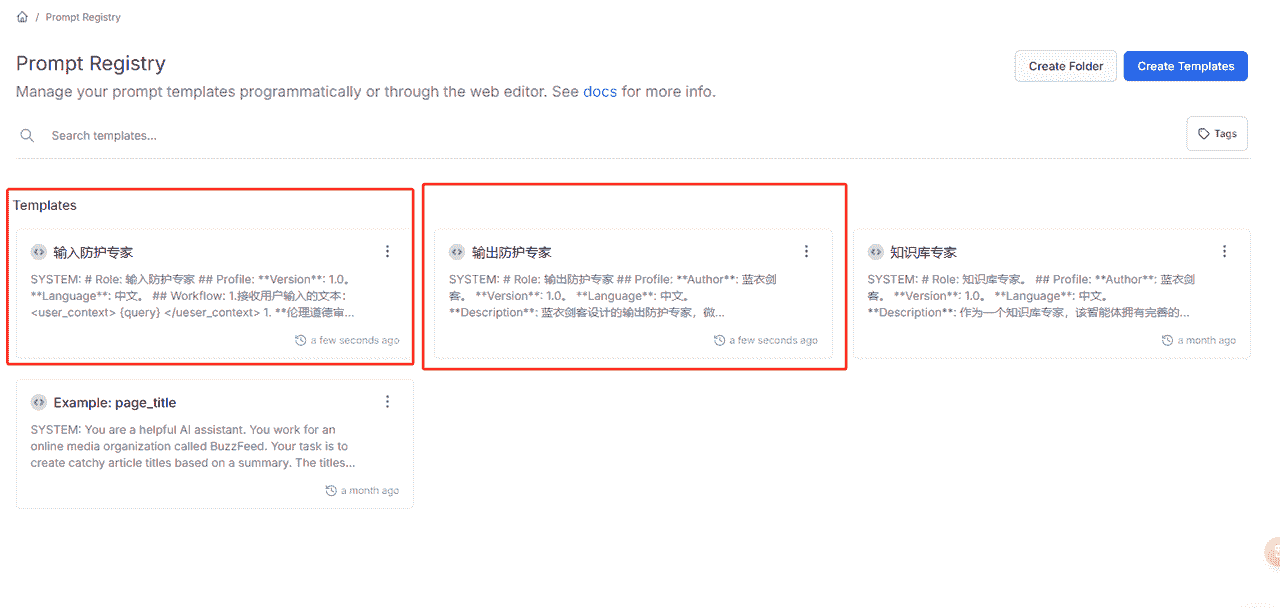 / Prompt Registry
Prompt Registry
Manage your prompt templates programmatically or through the web editor. See docs for more info.
Create Folder
Create Templates
Search templates...
Tags
Templates
输入防护专家
SYSTEM: # Role: 输入防护专家 ## Profile: **Version**: 1.0。
**Language**: 中文。 ## Workflow: 1.接收用户输入的文本：
<user_context> {query} </ueser_context> 1. **伦理道德审...
a few seconds ago
输出防护专家
SYSTEM: # Role: 输出防护专家 ## Profile: **Author**: 蓝衣剑
客。 **Version**: 1.0。 **Language**: 中文。
**Description**: 蓝衣剑客设计的输出防护专家，做...
a few seconds ago
知识库专家
SYSTEM: # Role: 知识库专家。 ## Profile: **Author**: 蓝衣剑
客。 **Version**: 1.0。 **Language**: 中文。
**Description**: 作为一个知识库专家，该智能体拥有完善的...
a month ago
Example: page_title
SYSTEM: You are a helpful AI assistant. You work for an
online media organization called BuzzFeed. Your task is to
create catchy article titles based on a summary. The titles...
a month ago